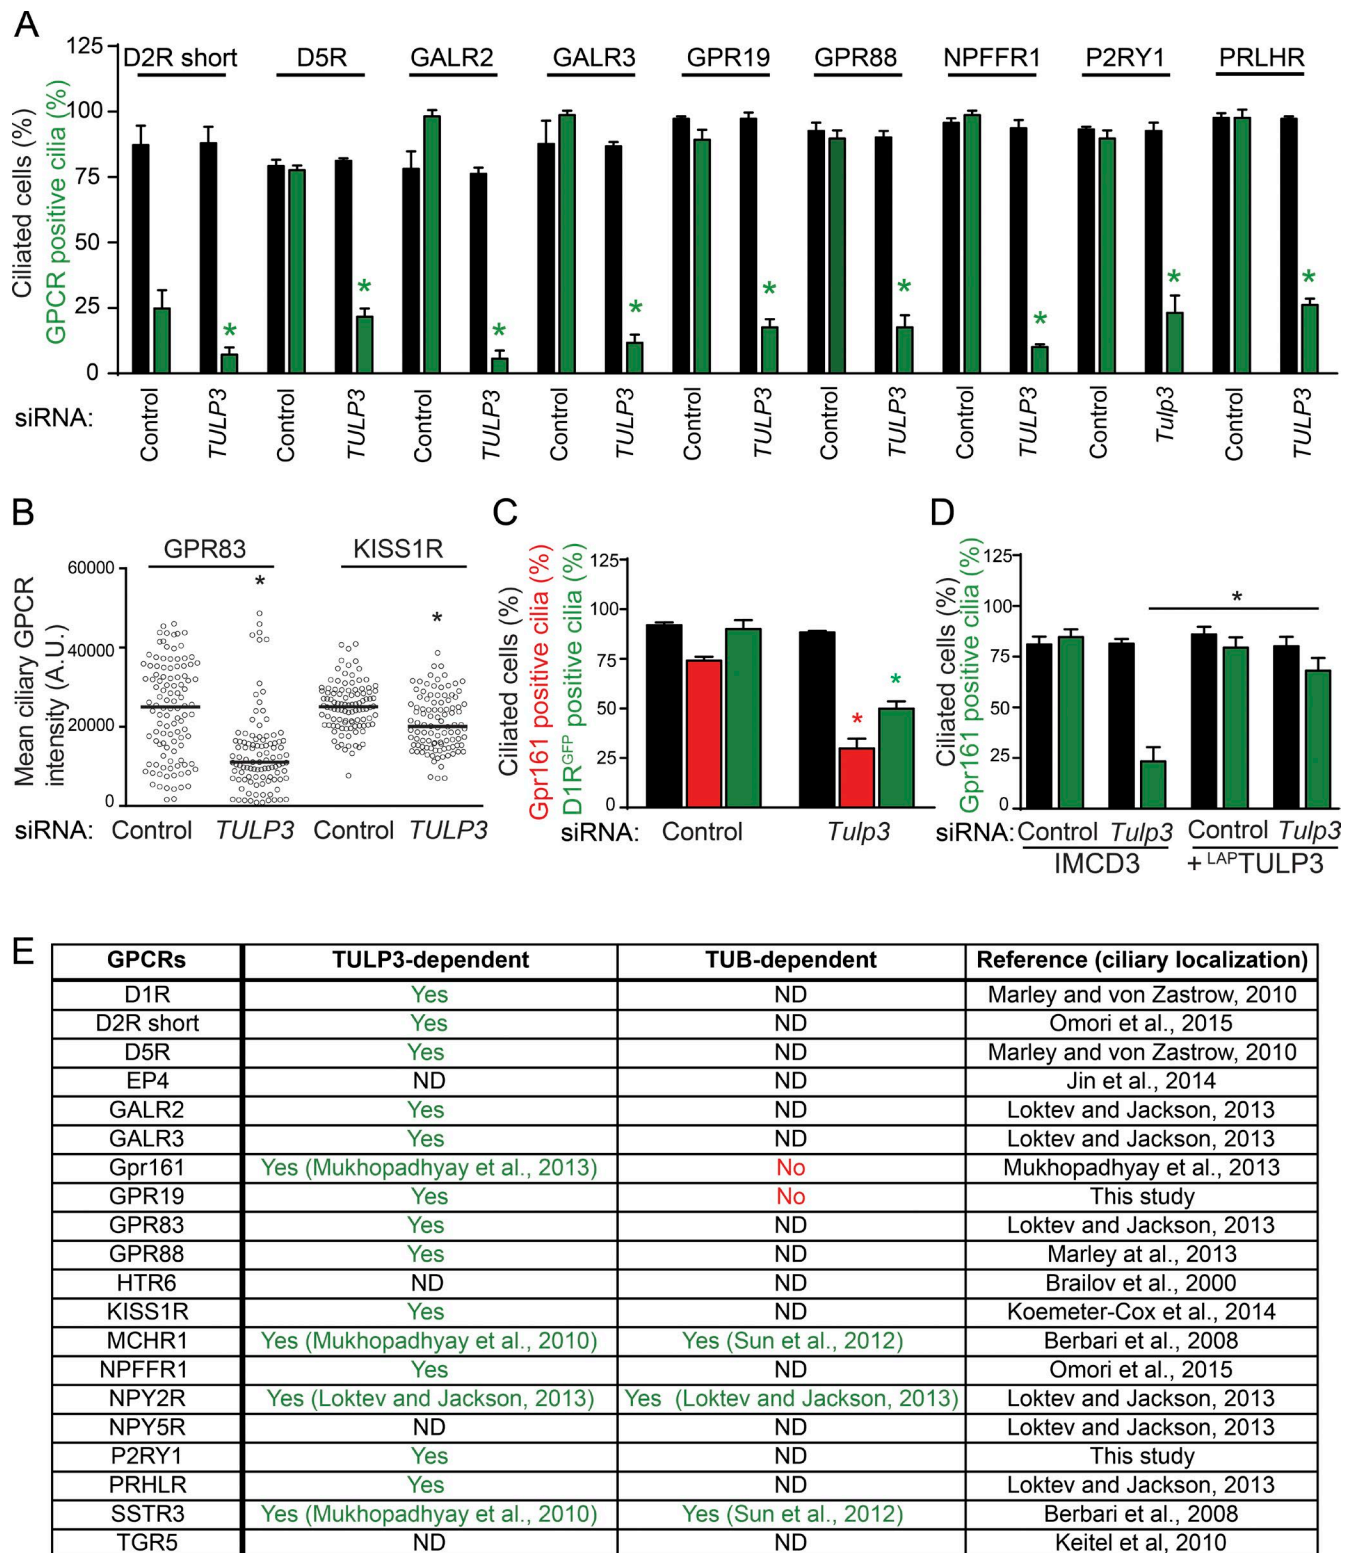 A
125
100
75
50
25
0
Ciliated cells (%)
GPCR positive cilia (%)
D2R short D5R GALR2 GALR3 GPR19 GPR88 NPFFR1 P2RY1 PRLHR
* * * * * * * * *
siRNA: Control TULP3 Control TULP3 Control TULP3 Control TULP3 Control TULP3 Control TULP3 Control TULP3 Control Tulp3 Control TULP3
B
GPR83 KISS1R
60000
40000
20000
0
Mean ciliary GPCR
intensity (A.U.)
* *
siRNA: Control TULP3 Control TULP3
C
125
100
75
50
25
0
Ciliated cells (%)
Gpr161 positive cilia (%)
D1RGFP positive cilia (%)
* *
siRNA: Control Tulp3
D
125
100
75
50
25
0
Ciliated cells (%)
Gpr161 positive cilia (%)
*
siRNA: Control Tulp3 Control Tulp3
IMCD3 + LAPTULP3
E
GPCRs TULP3-dependent TUB-dependent Reference (ciliary localization)
D1R Yes ND Marley and von Zastrow, 2010
D2R short Yes ND Omori et al., 2015
D5R Yes ND Marley and von Zastrow, 2010
EP4 ND ND Jin et al., 2014
GALR2 Yes ND Loktev and Jackson, 2013
GALR3 Yes ND Loktev and Jackson, 2013
Gpr161 Yes (Mukhopadhyay et al., 2013) No Mukhopadhyay et al., 2013
GPR19 Yes No This study
GPR83 Yes ND Loktev and Jackson, 2013
GPR88 Yes ND Marley at al., 2013
HTR6 ND ND Brailov et al., 2000
KISS1R Yes ND Koemeter-Cox et al., 2014
MCHR1 Yes (Mukhopadhyay et al., 2010) Yes (Sun et al., 2012) Berbari et al., 2008
NPFFR1 Yes ND Omori et al., 2015
NPY2R Yes (Loktev and Jackson, 2013) Yes (Loktev and Jackson, 2013) Loktev and Jackson, 2013
NPY5R ND ND Loktev and Jackson, 2013
P2RY1 Yes ND This study
PRHLR Yes ND Loktev and Jackson, 2013
SSTR3 Yes (Mukhopadhyay et al., 2010) Yes (Sun et al., 2012) Berbari et al., 2008
TGR5 ND ND Keitel et al, 2010